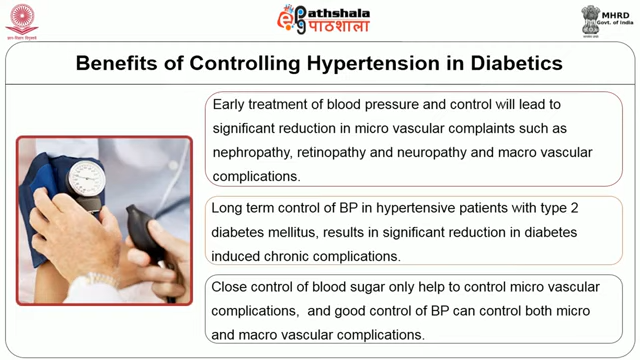 Pathshala
पाठशाला
MHRD
Govt. of India
Benefits of Controlling Hypertension in Diabetics
Early treatment of blood pressure and control will lead to
significant reduction in micro vascular complaints such as
nephropathy, retinopathy and neuropathy and macro vascular
complications.
Long term control of BP in hypertensive patients with type 2
diabetes mellitus, results in significant reduction in diabetes
induced chronic complications.
Close control of blood sugar only help to control micro vascular
complications, and good control of BP can control both micro
and macro vascular complications.